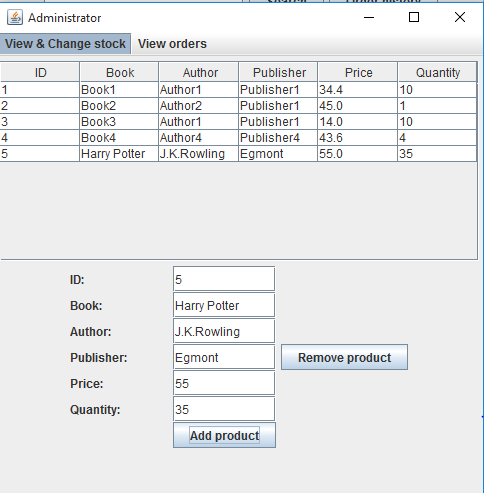 Administrator
View & Change stock View orders
ID Book Author Publisher Price Quantity
1 Book1 Author1 Publisher1 34.4 10
2 Book2 Author2 Publisher1 45.0 1
3 Book3 Author1 Publisher1 14.0 10
4 Book4 Author4 Publisher4 43.6 4
5 Harry Potter J.K.Rowling Egmont 55.0 35
ID: 5
Book: Harry Potter
Author: J.K.Rowling
Publisher: Egmont Remove product
Price: 55
Quantity: 35
Add product